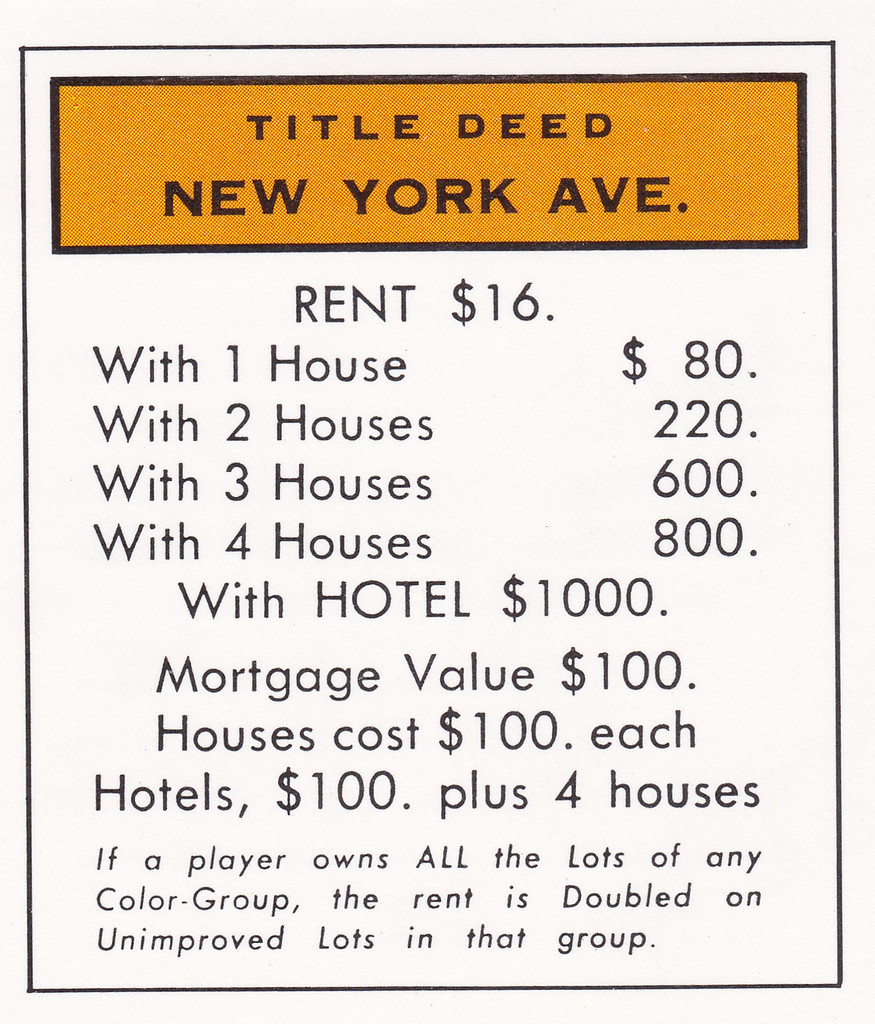 TITLE DEED
NEW YORK AVE.
RENT $16.
With 1 House $ 80.
With 2 Houses 220.
With 3 Houses 600.
With 4 Houses 800.
With HOTEL $1000.
Mortgage Value $100.
Houses cost $100. each
Hotels, $100. plus 4 houses
If a player owns ALL the Lots of any
Color-Group, the rent is Doubled on
Unimproved Lots in that group.